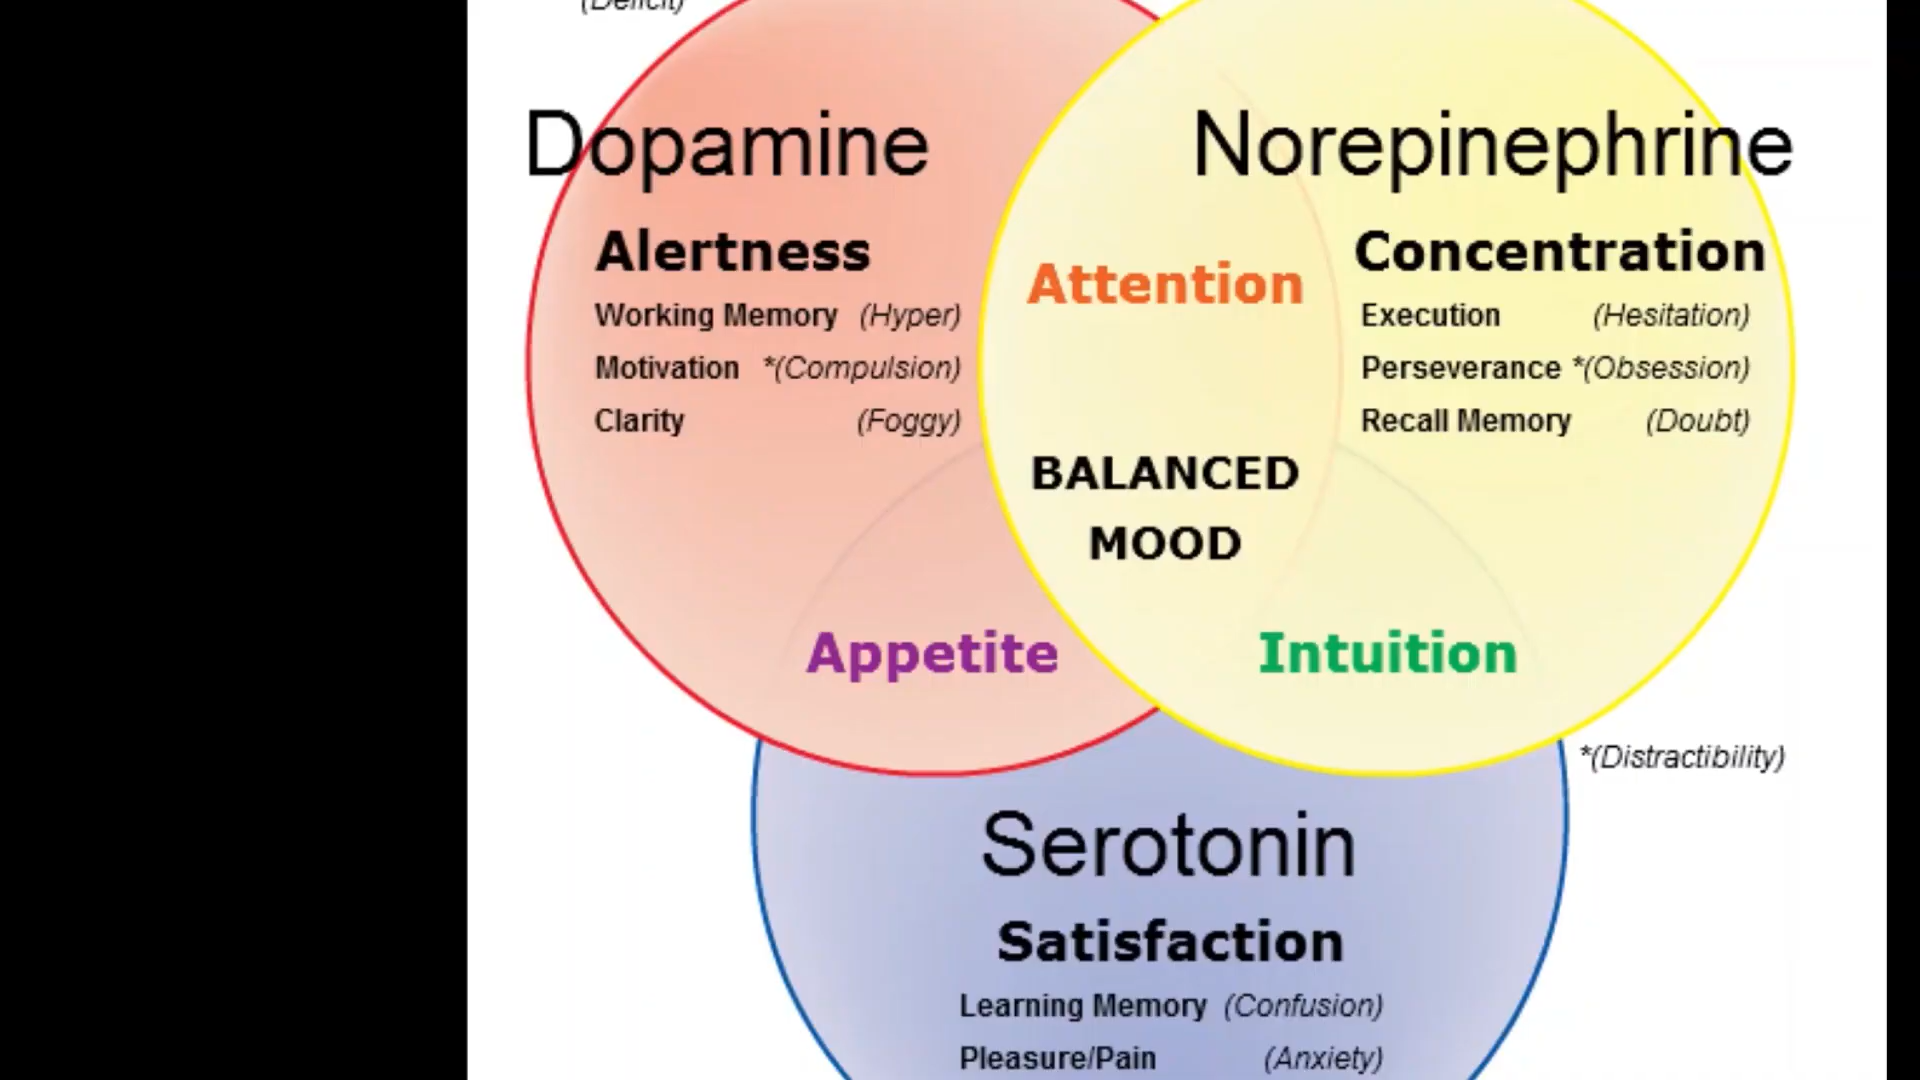 (Deficit)
Dopamine
Norepinephrine
Alertness
Working Memory (Hyper)
Motivation *(Compulsion)
Clarity (Foggy)
Attention
Concentration
Execution (Hesitation)
Perseverance *(Obsession)
Recall Memory (Doubt)
BALANCED
MOOD
Appetite
Intuition
*(Distractibility)
Serotonin
Satisfaction
Learning Memory (Confusion)
Pleasure/Pain (Anxiety)